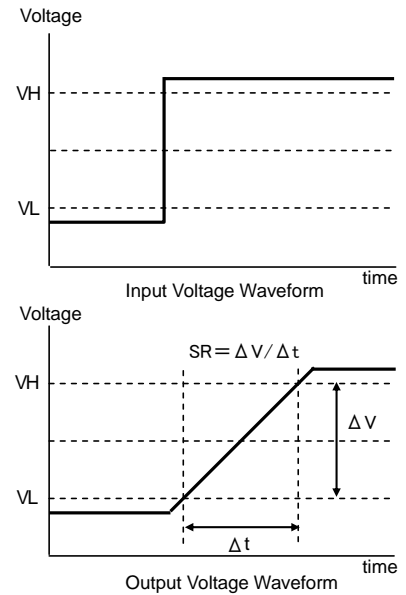 Voltage
VH
VL
time
Input Voltage Waveform
Voltage
SR＝ΔV/Δt
VH
ΔV
VL
Δt
time
Output Voltage Waveform